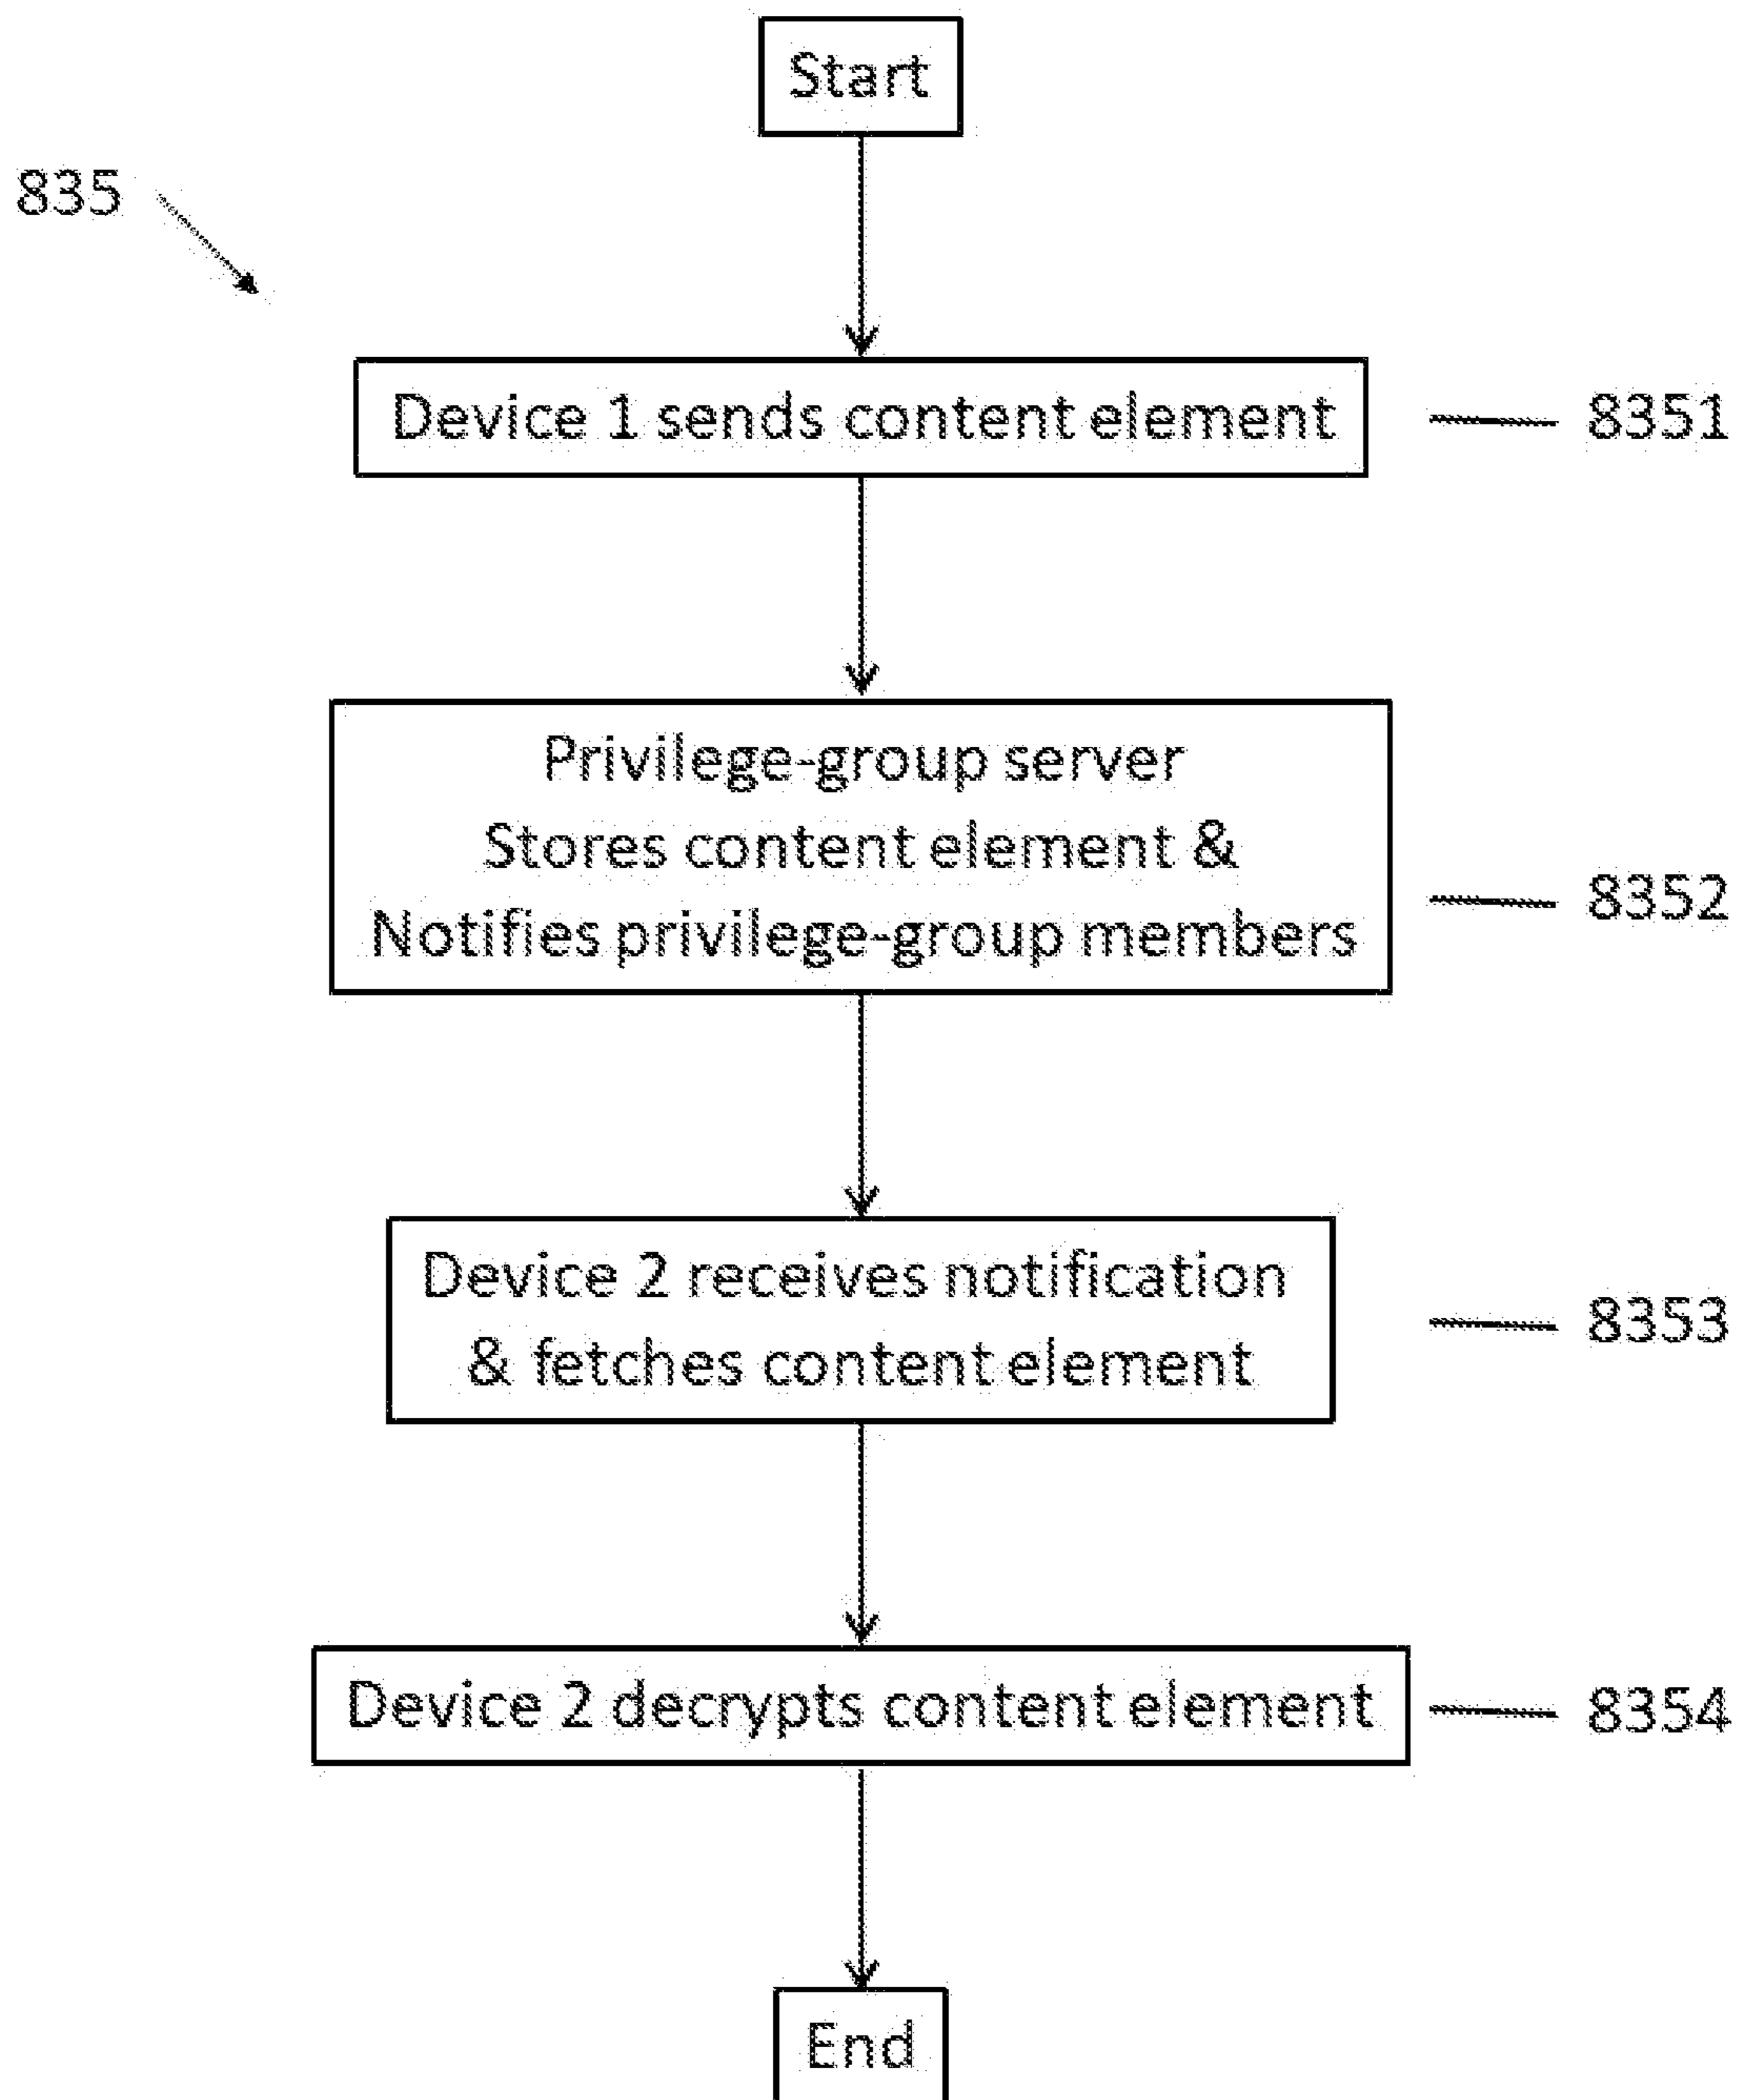 Start
835
Device 1 sends content element
8351
Privilege-group server
Stores content element &
Notifies privilege-group members
8352
Device 2 receives notification
& fetches content element
8353
Device 2 decrypts content element
8354
End